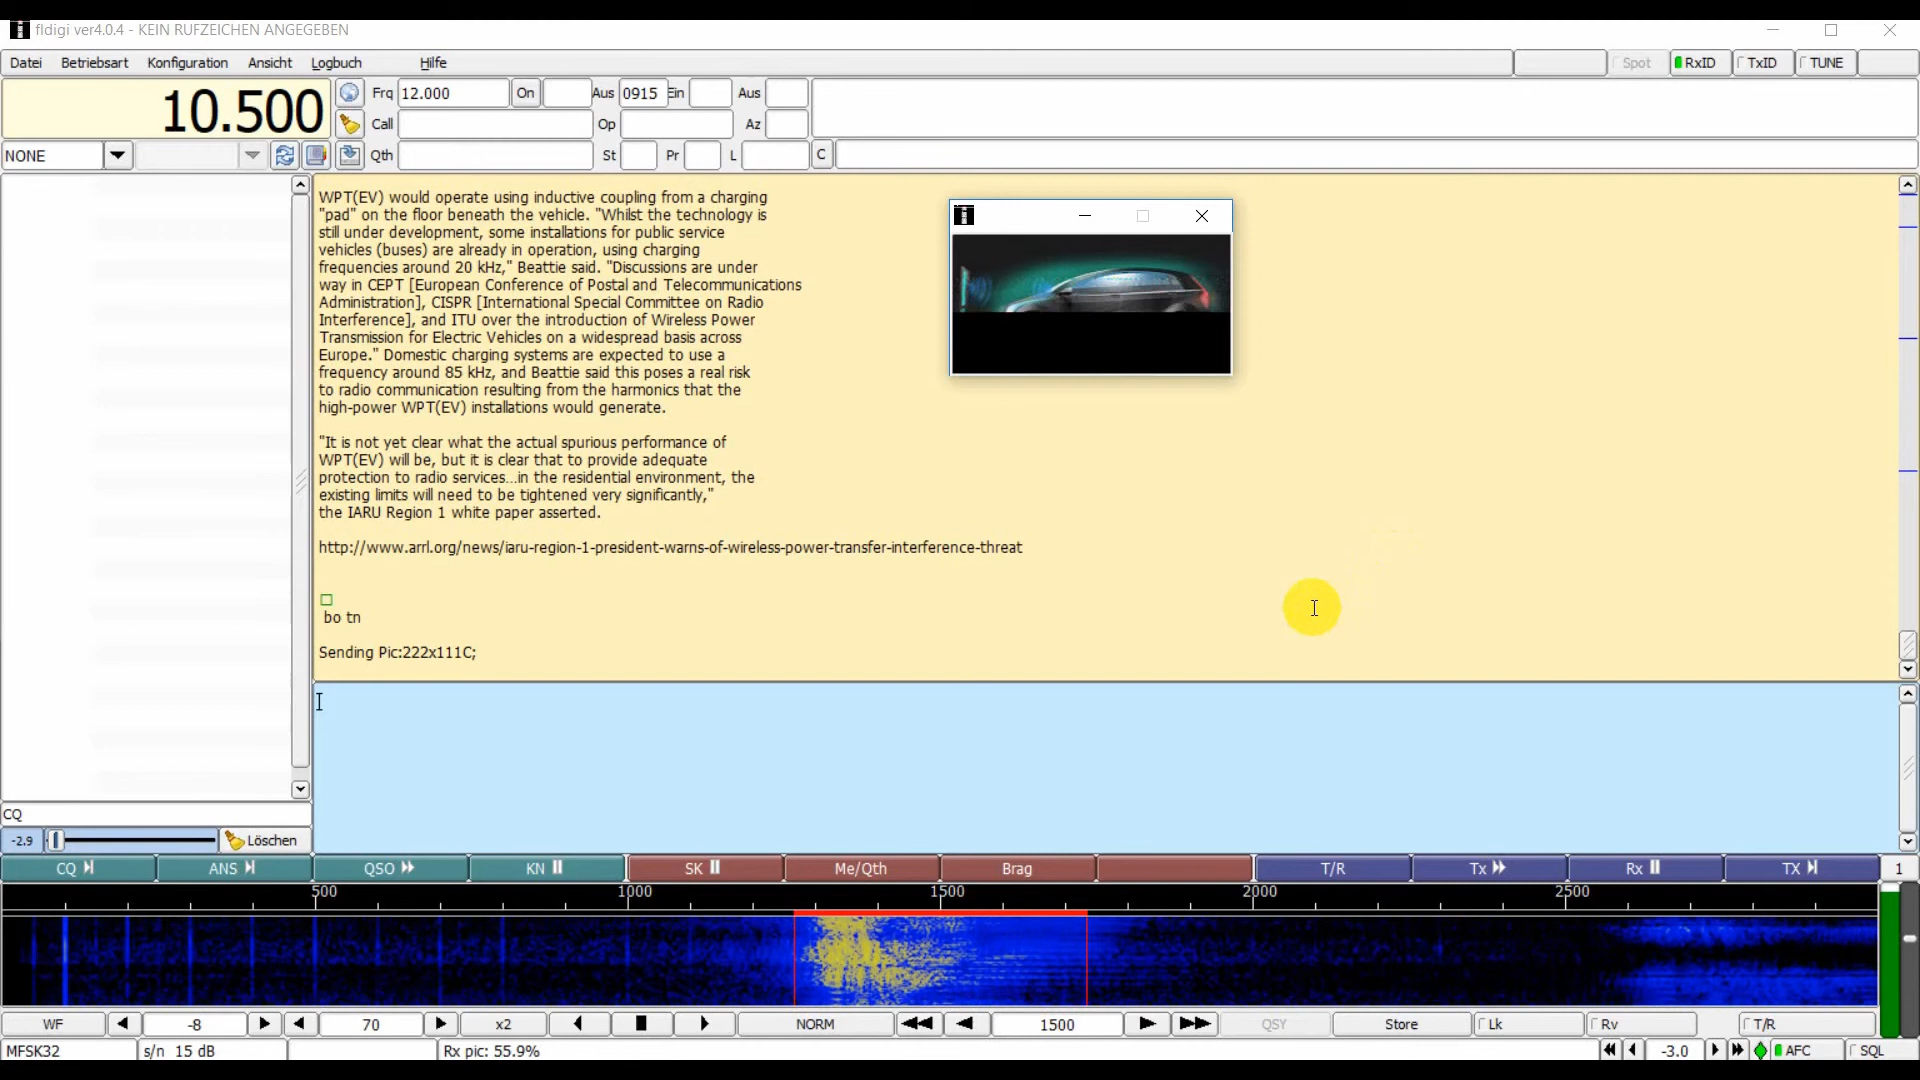 fldigi ver4.0.4 - KEIN RUFZEICHEN ANGEGEBEN
Datei Betriebsart Konfiguration Ansicht Logbuch Hilfe Spot RxID TxID TUNE
10.500 Frq 12.000 On Aus 0915 Ein Aus
Call Op Az
NONE Qth St Pr L C
WPT(EV) would operate using inductive coupling from a charging
"pad" on the floor beneath the vehicle. "Whilst the technology is
still under development, some installations for public service
vehicles (buses) are already in operation, using charging
frequencies around 20 kHz," Beattie said. "Discussions are under
way in CEPT [European Conference of Postal and Telecommunications
Administration], CISPR [International Special Committee on Radio
Interference], and ITU over the introduction of Wireless Power
Transmission for Electric Vehicles on a widespread basis across
Europe." Domestic charging systems are expected to use a
frequency around 85 kHz, and Beattie said this poses a real risk
to radio communication resulting from the harmonics that the
high-power WPT(EV) installations would generate.
"It is not yet clear what the actual spurious performance of
WPT(EV) will be, but it is clear that to provide adequate
protection to radio services...in the residential environment, the
existing limits will need to be tightened very significantly,"
the IARU Region 1 white paper asserted.
http://www.arrl.org/news/iaru-region-1-president-warns-of-wireless-power-transfer-interference-threat
bo tn
Sending Pic:222x111C;
CQ
-2.9 Löschen
CQ ANS QSO KN SK Me/Qth Brag T/R Tx Rx TX 1
500 1000 1500 2000 2500
WF -8 70 x2 NORM 1500 QSY Store Lk Rv T/R
MFSK32 s/n 15 dB Rx pic: 55.9% -3.0 AFC SQL